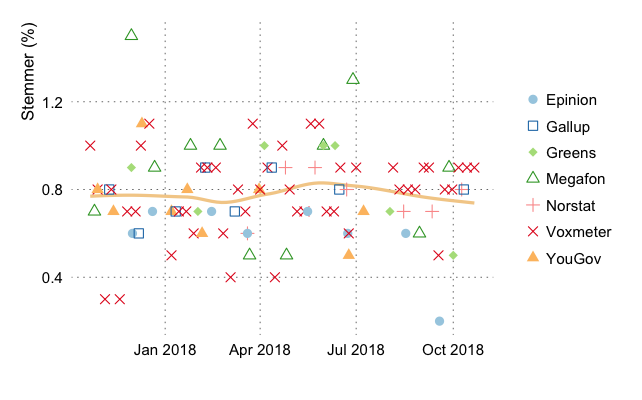 Stemmer (%)
1.2
0.8
0.4
Jan 2018
Apr 2018
Jul 2018
Oct 2018
Epinion
Gallup
Greens
Megafon
Norstat
Voxmeter
YouGov